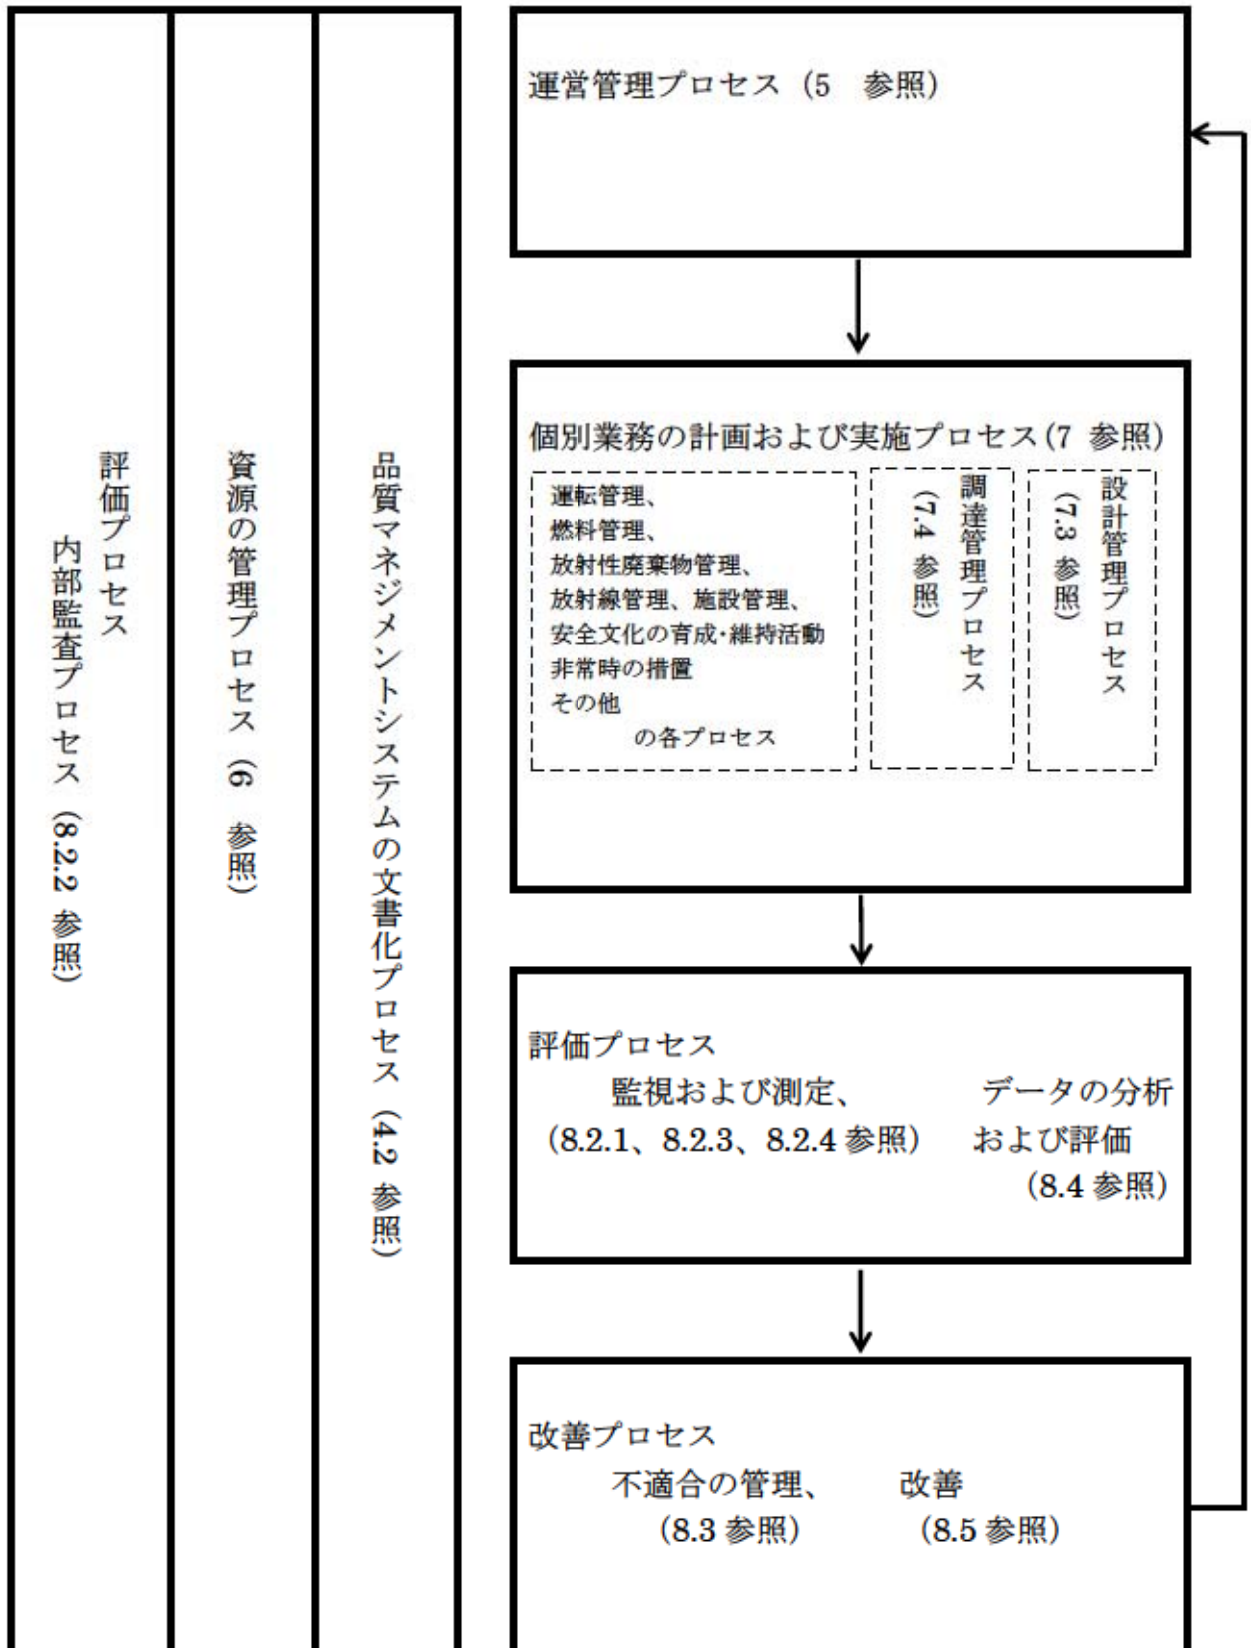 評価プロセス
内部監査プロセス (8.2.2 参照)
資源の管理プロセス (6　参照)
品質マネジメントシステムの文書化プロセス (4.2 参照)
運営管理プロセス (5　参照)
個別業務の計画および実施プロセス(7 参照)
運転管理、
燃料管理、
放射性廃棄物管理、
放射線管理、施設管理、
安全文化の育成･維持活動
非常時の措置
その他
の各プロセス
調達管理プロセス
(7.4 参照)
設計管理プロセス
(7.3 参照)
評価プロセス
監視および測定、
(8.2.1、8.2.3、8.2.4 参照)
データの分析
および評価
(8.4 参照)
改善プロセス
不適合の管理、
(8.3 参照)
改善
(8.5 参照)